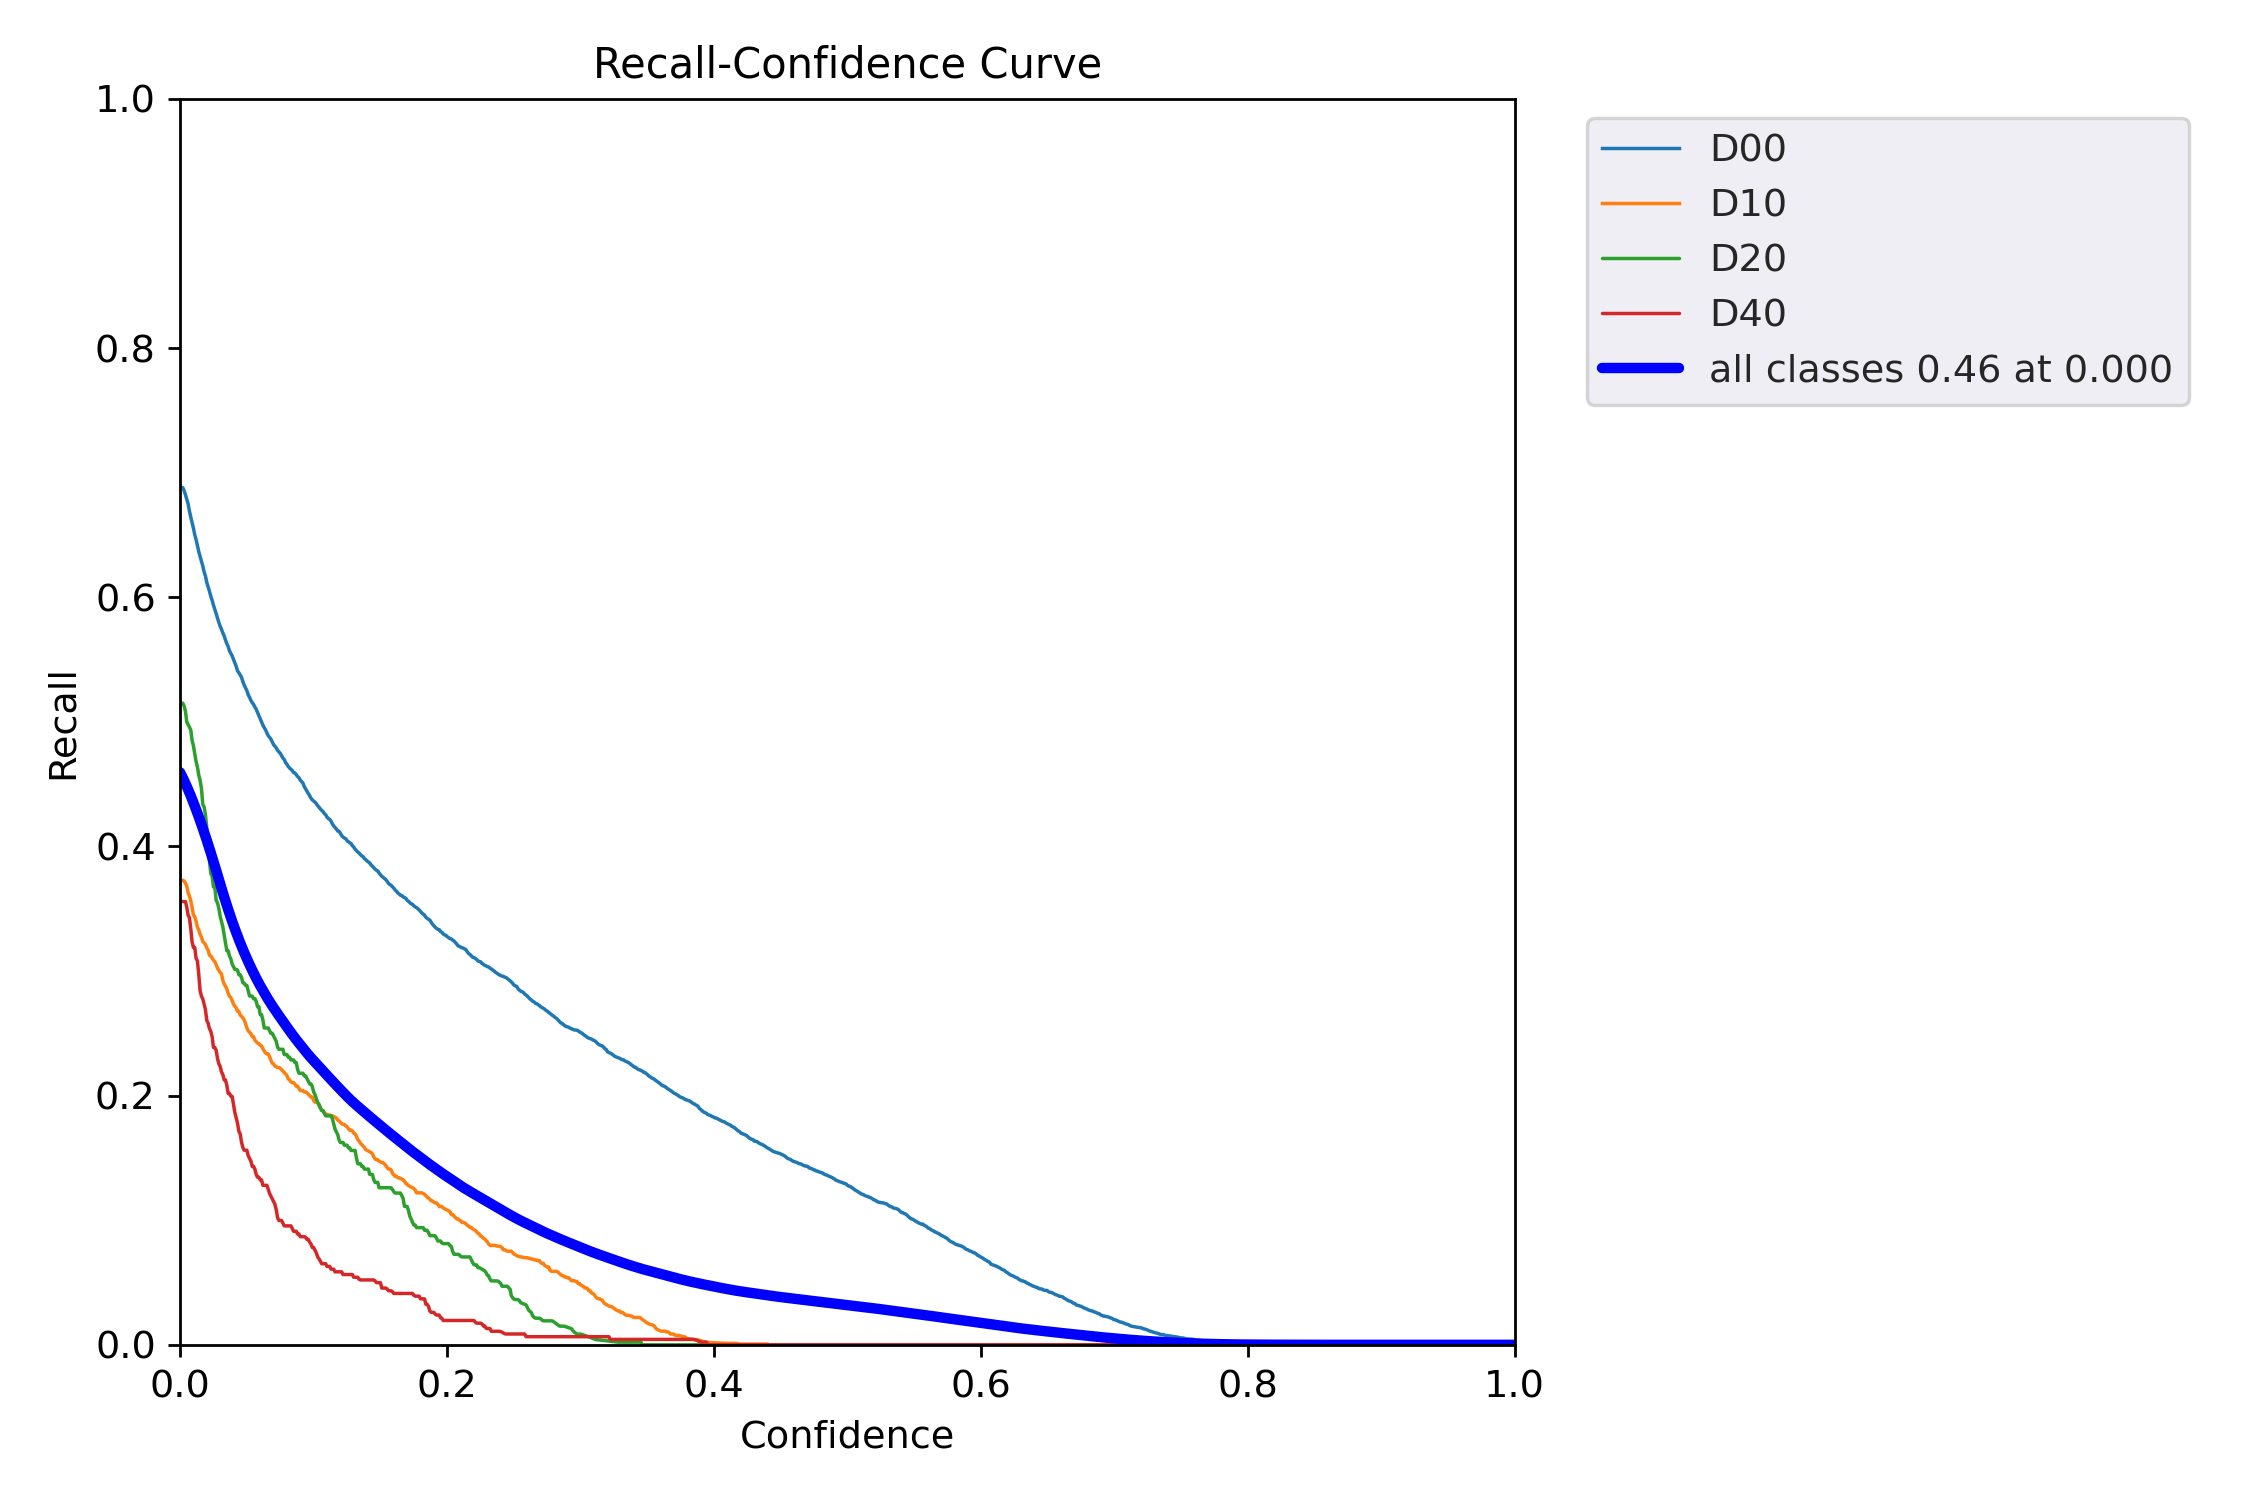 Recall-Confidence Curve
1.0
0.8
0.6
0.4
0.2
0.0
Recall
0.0 0.2 0.4 0.6 0.8 1.0
Confidence
D00
D10
D20
D40
all classes 0.46 at 0.000